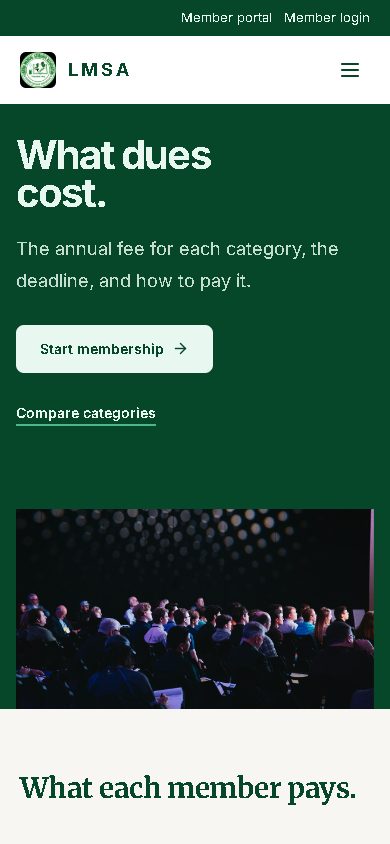 Member portal Member login
LMSA
What dues
cost.
The annual fee for each category, the
deadline, and how to pay it.
Start membership
Compare categories
What each member pays.